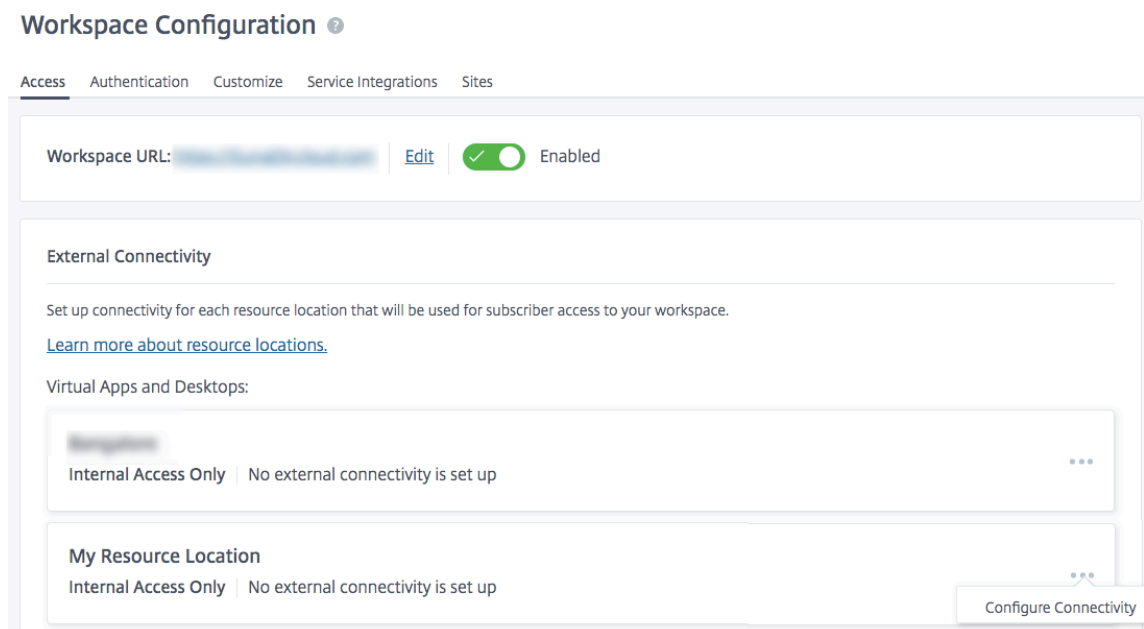 Workspace Configuration ?
Access Authentication Customize Service Integrations Sites
Workspace URL: Edit Enabled
External Connectivity
Set up connectivity for each resource location that will be used for subscriber access to your workspace.
Learn more about resource locations.
Virtual Apps and Desktops:
Internal Access Only No external connectivity is set up
My Resource Location
Internal Access Only No external connectivity is set up
Configure Connectivity